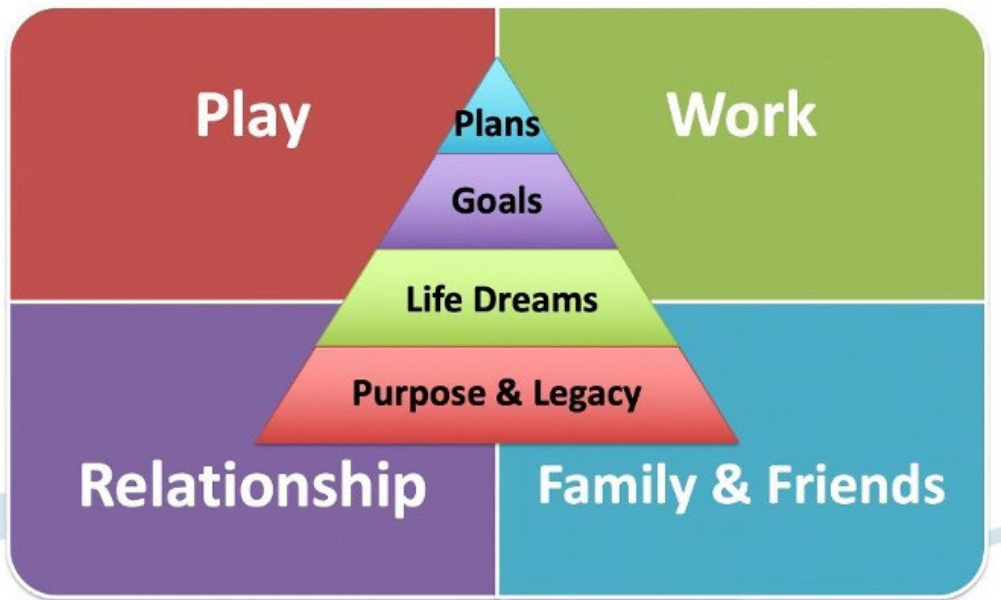 Play
Work
Plans
Goals
Life Dreams
Purpose & Legacy
Relationship
Family & Friends